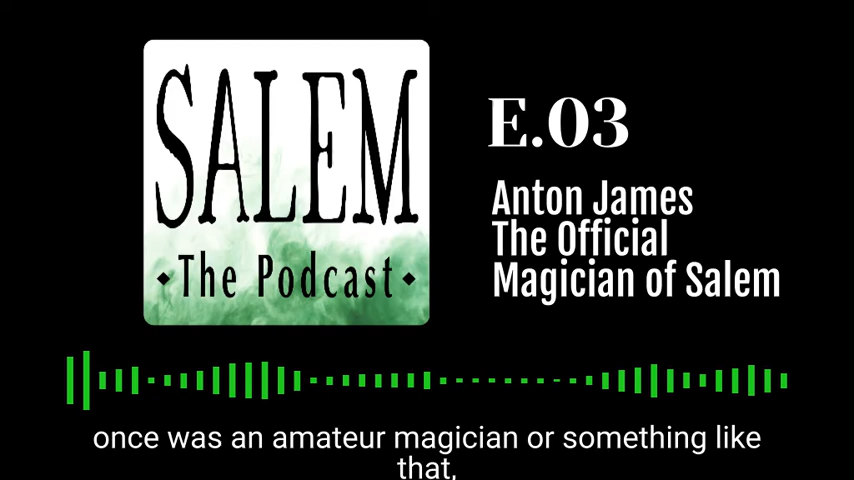 SALEM
• The Podcast •
E.03
Anton James
The Official
Magician of Salem
once was an amateur magician or something like
that,